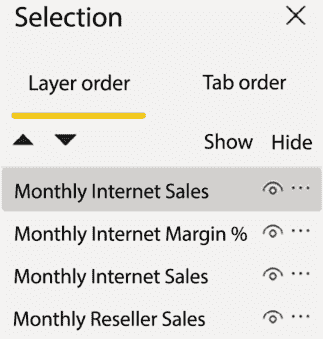 Selection
Layer order Tab order
Show Hide
Monthly Internet Sales
Monthly Internet Margin %
Monthly Internet Sales
Monthly Reseller Sales